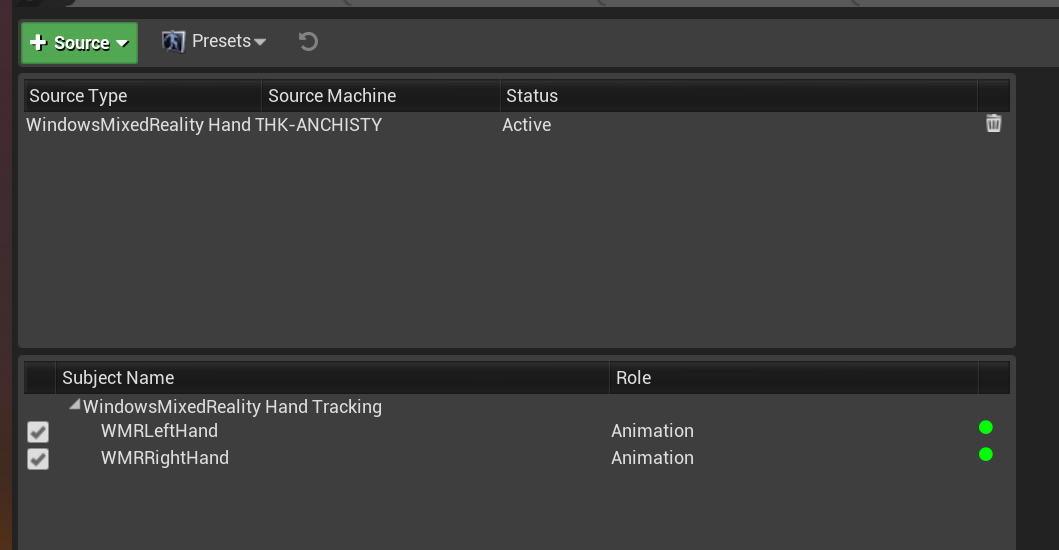 Source
Presets
Source Type Source Machine Status
WindowsMixedReality Hand THK-ANCHISTY Active
Subject Name Role
WindowsMixedReality Hand Tracking
WMRLeftHand Animation
WMRRightHand Animation